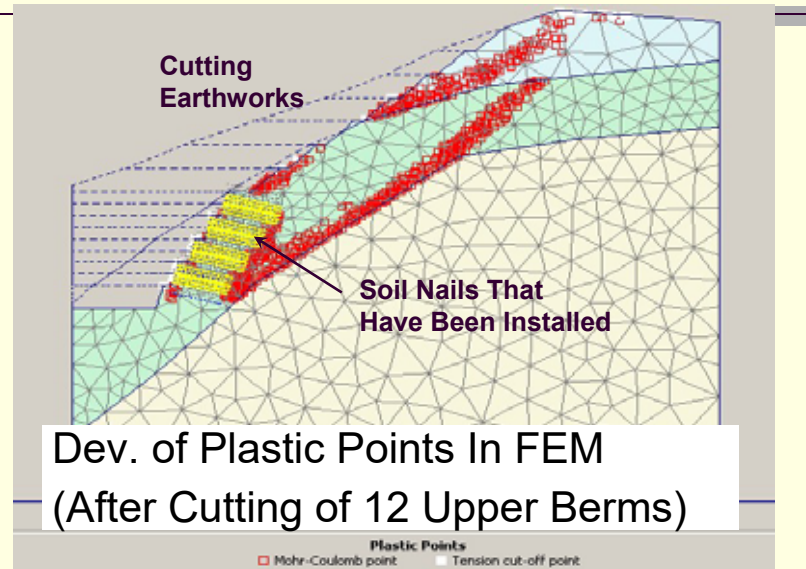 Cutting
Earthworks
Soil Nails That
Have Been Installed
Dev. of Plastic Points In FEM
(After Cutting of 12 Upper Berms)
Plastic Points
Mohr-Coulomb point Tension cut-off point